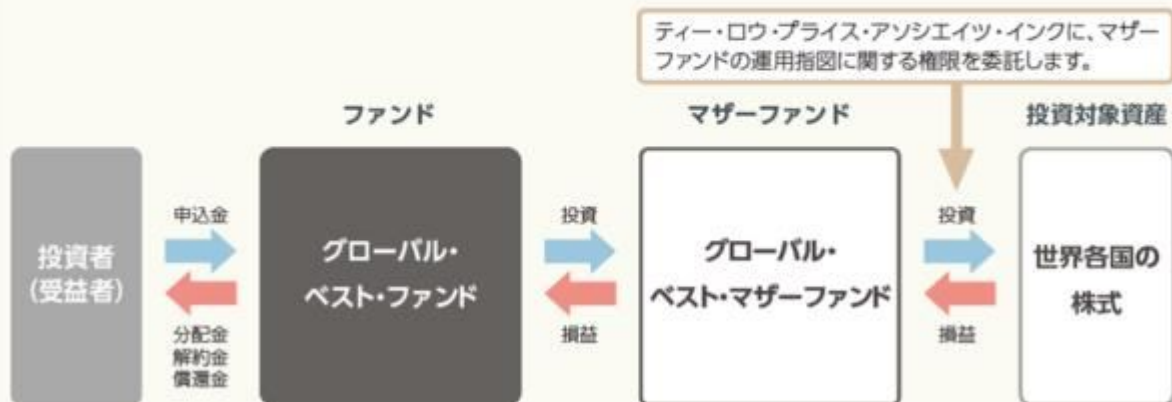 ティー・ロウ・プライス・アソシエイツ・インクに、マザー
ファンドの運用指図に関する権限を委託します。
ファンド
マザーファンド
投資対象資産
投資者
(受益者)
申込金
分配金
解約金
償還金
グローバル・
ベスト・ファンド
投資
損益
グローバル・
ベスト・マザーファンド
投資
損益
世界各国の
株式